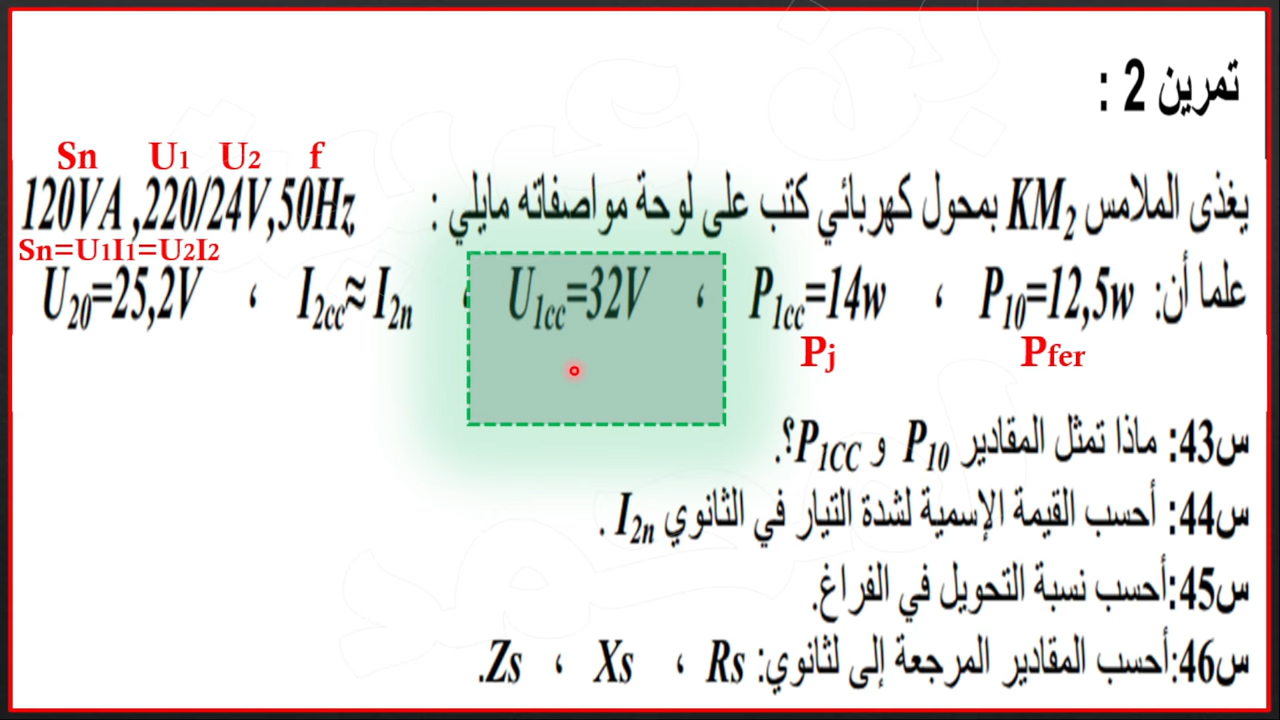 تمرين 2 :
Sn U1 U2 f
يغذى الملامس KM2 بمحول كهربائي كتب على لوحة مواصفاته مايلي : 120VA ,220/24V,50Hz
Sn=U1I1=U2I2
علما أن: P10=12,5w ، P1cc=14w ، U1cc=32V ، I2cc≈I2n ، U20=25,2V
Pj Pfer
س43: ماذا تمثل المقادير P10 و P1CC؟.
س44: أحسب القيمة الإسمية لشدة التيار في الثانوي I2n .
س45:أحسب نسبة التحويل في الفراغ.
س46:أحسب المقادير المرجعة إلى لثانوي: Rs ، Xs ، Zs.